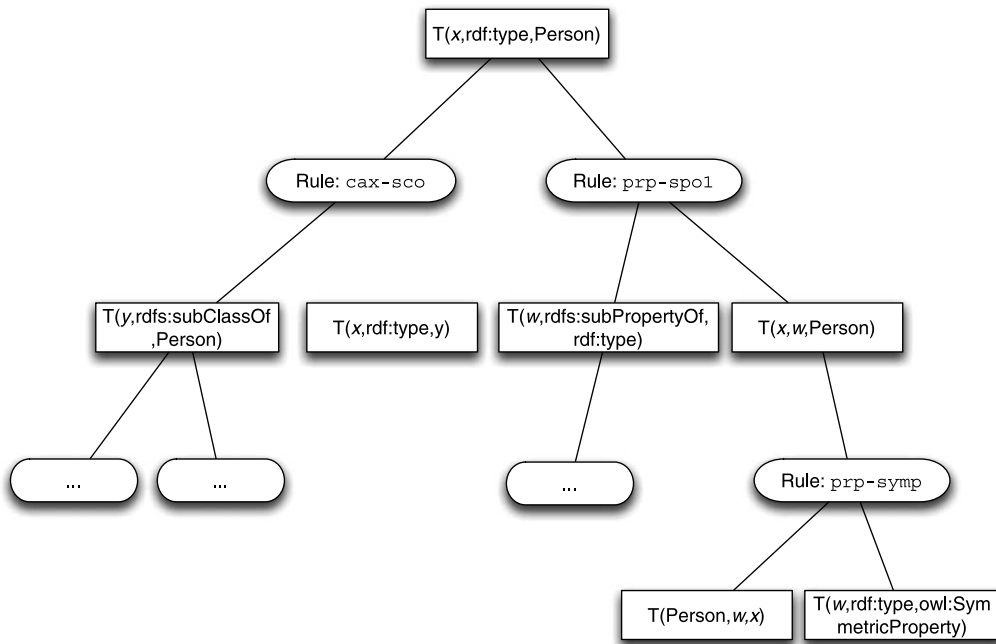 T(x,rdf:type,Person)
Rule: cax-sco
Rule: prp-spo1
T(y,rdfs:subClassOf
,Person)
T(x,rdf:type,y)
T(w,rdfs:subPropertyOf,
rdf:type)
T(x,w,Person)
...
...
...
Rule: prp-symp
T(Person,w,x)
T(w,rdf:type,owl:Sym
metricProperty)